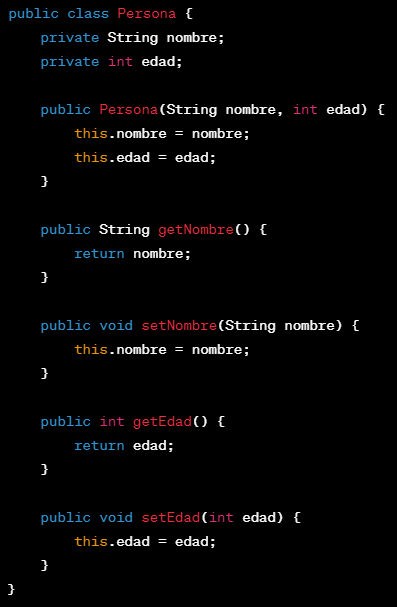 public class Persona {
    private String nombre;
    private int edad;

    public Persona(String nombre, int edad) {
        this.nombre = nombre;
        this.edad = edad;
    }

    public String getNombre() {
        return nombre;
    }

    public void setNombre(String nombre) {
        this.nombre = nombre;
    }

    public int getEdad() {
        return edad;
    }

    public void setEdad(int edad) {
        this.edad = edad;
    }
}